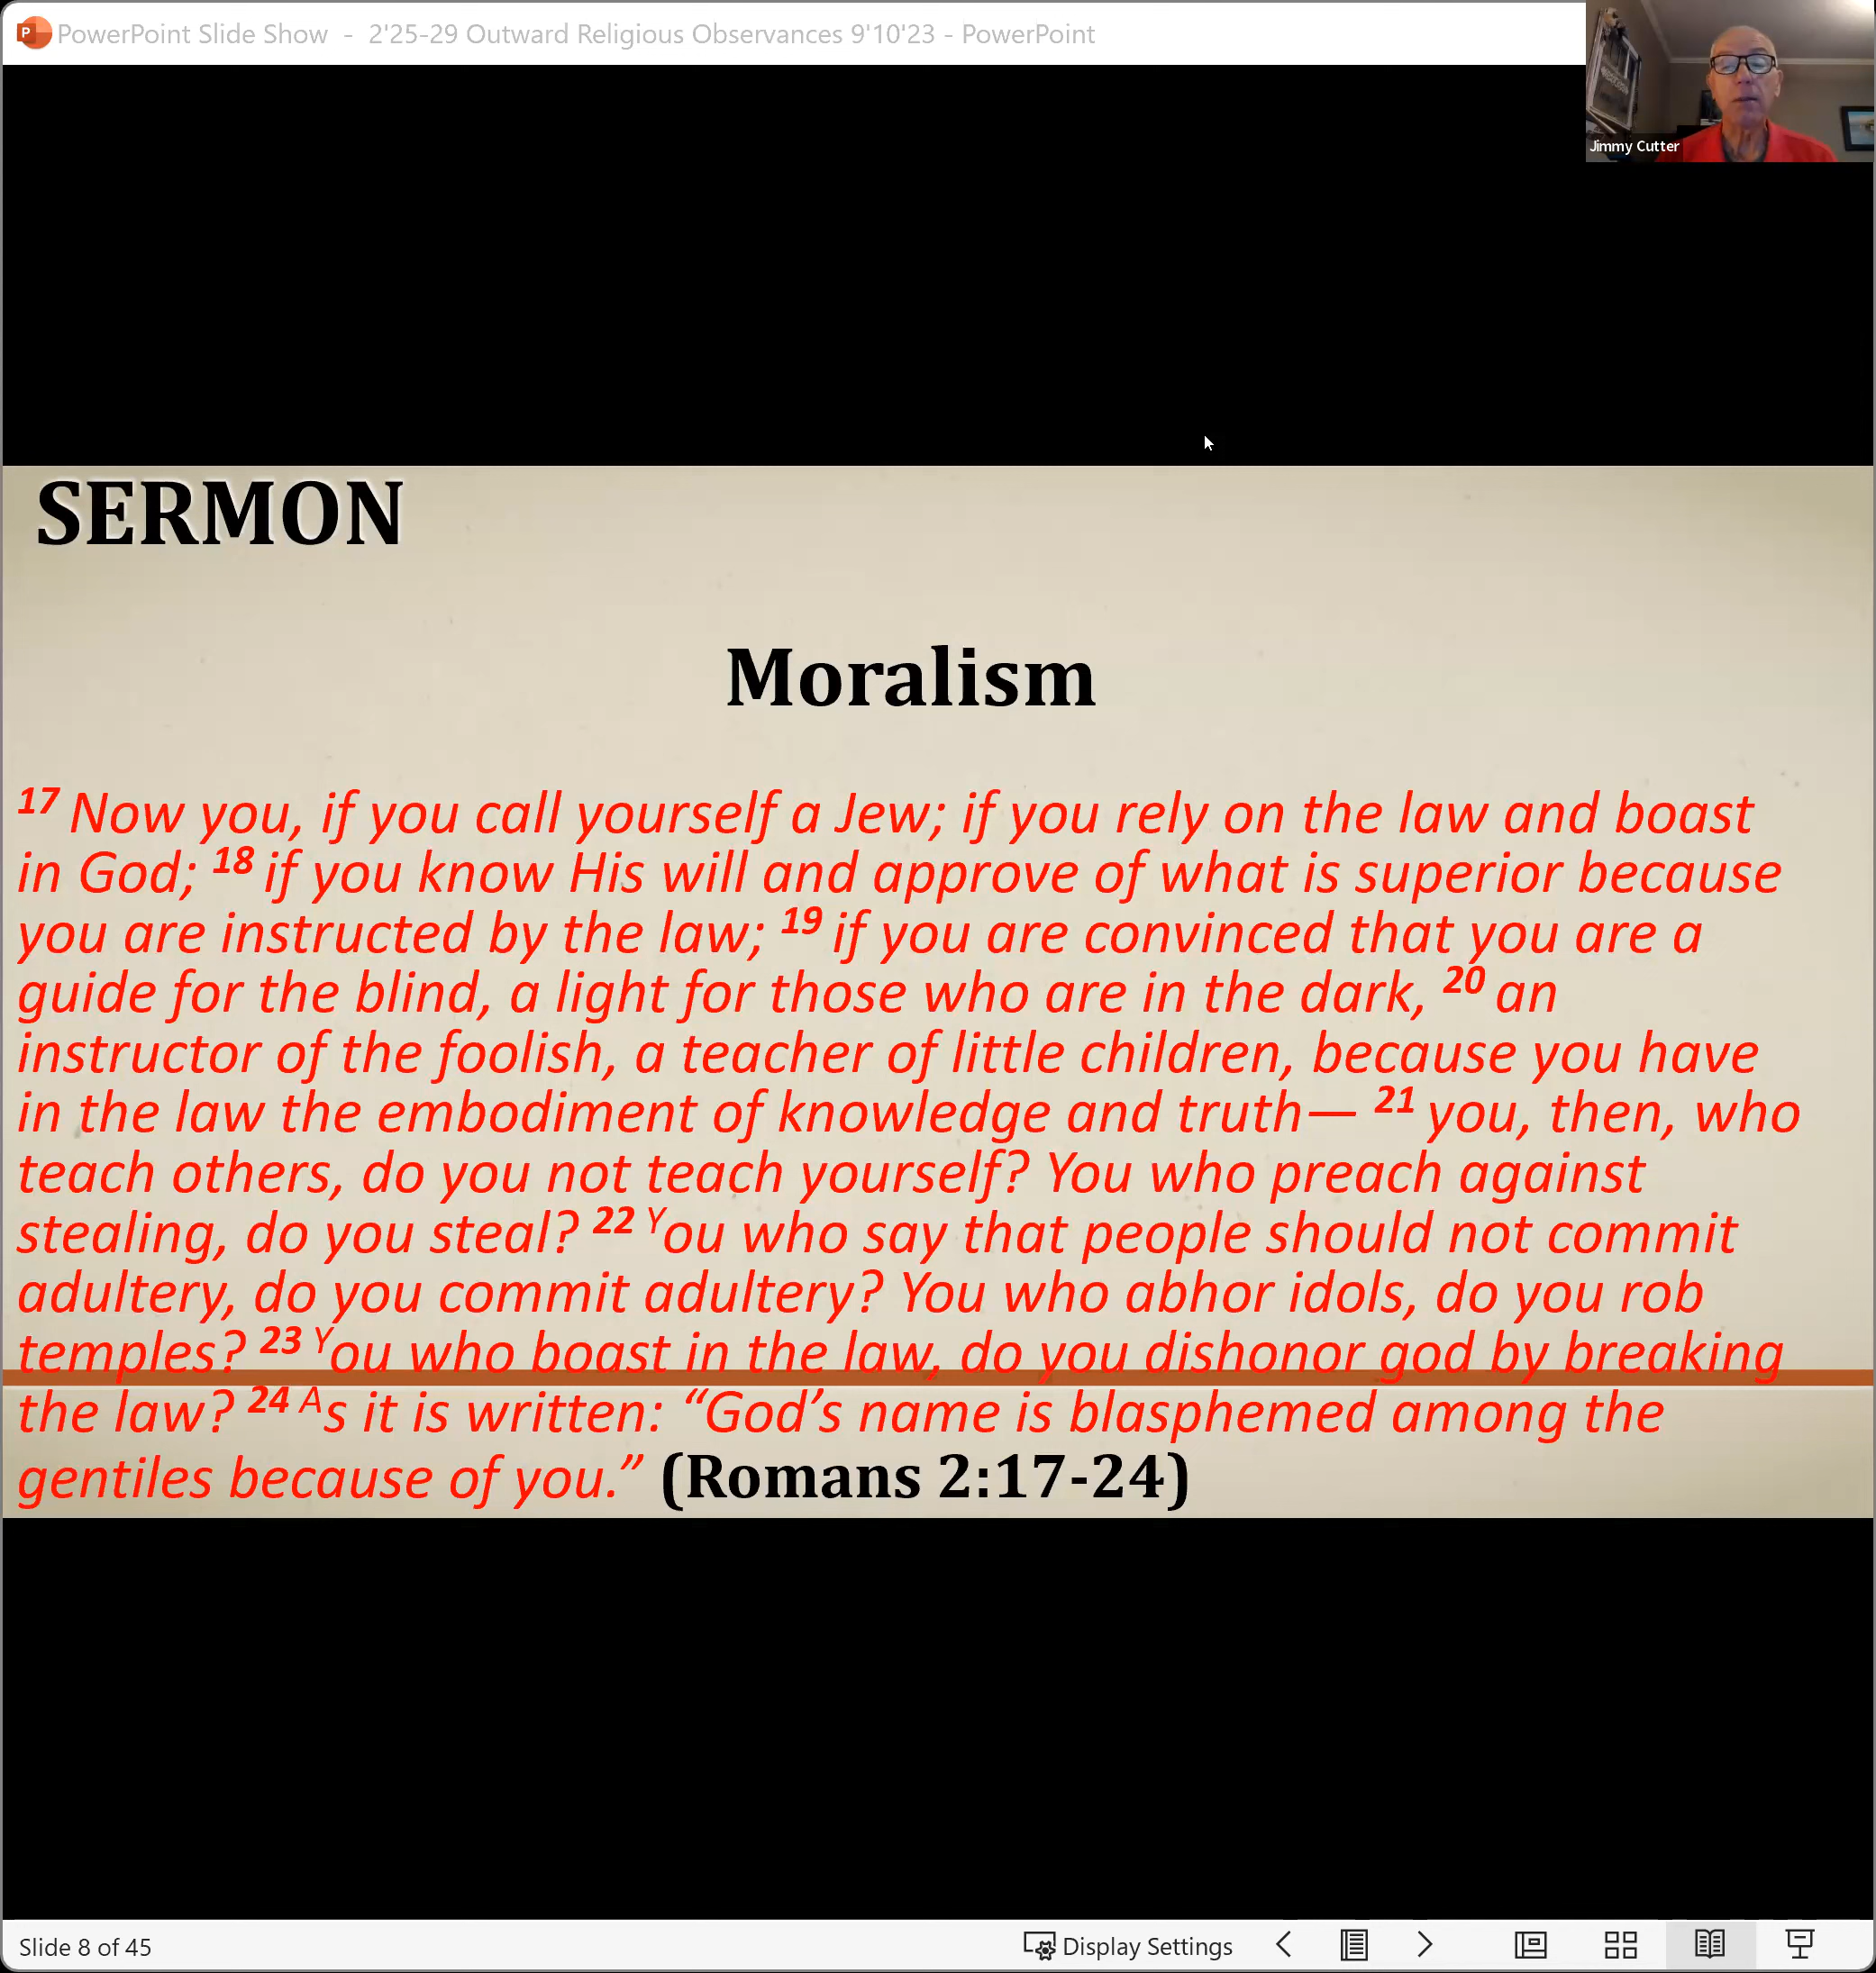 PowerPoint Slide Show - 2'25-29 Outward Religious Observances 9'10'23 - PowerPoint
Jimmy Cutter
SERMON
Moralism
17 Now you, if you call yourself a Jew; if you rely on the law and boast
in God; 18 if you know His will and approve of what is superior because
you are instructed by the law; 19 if you are convinced that you are a
guide for the blind, a light for those who are in the dark, 20 an
instructor of the foolish, a teacher of little children, because you have
in the law the embodiment of knowledge and truth— 21 you, then, who
teach others, do you not teach yourself? You who preach against
stealing, do you steal? 22 You who say that people should not commit
adultery, do you commit adultery? You who abhor idols, do you rob
temples? 23 You who boast in the law, do you dishonor god by breaking
the law? 24 As it is written: “God’s name is blasphemed among the
gentiles because of you.” (Romans 2:17-24)
Slide 8 of 45
Display Settings